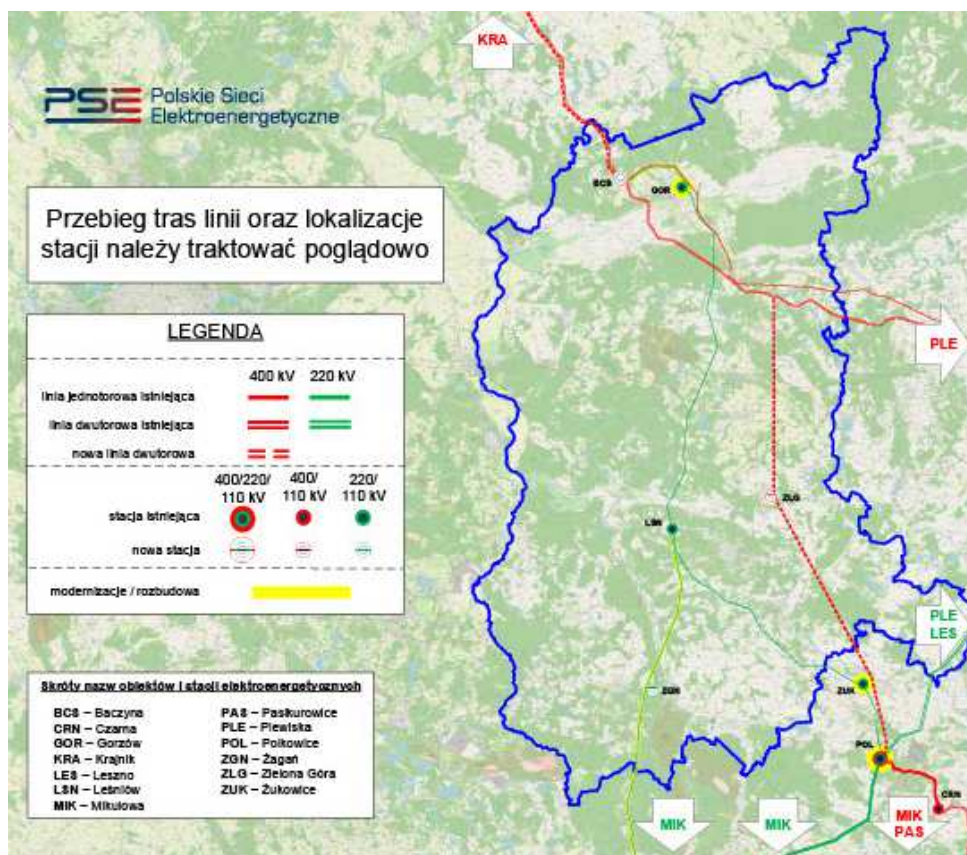 KRA
PSE Polskie Sieci
Elektroenergetyczne
BCS
GOR
Przebieg tras linii oraz lokalizacje
stacji należy traktować poglądowo
LEGENDA
400 kV 220 kV
linia jednotorowa istniejąca
linia dwutorowa istniejąca
nowa linia dwutorowa
400/220/
110 kV
400/
110 kV
220/
110 kV
stacja istniejąca
nowa stacja
modernizacje / rozbudowa
PLE
ZLG
LSN
PLE
LES
ZGN
ZUK
POL
CRN
MIK
MIK
MIK
PAS
Skróty nazw obiektów i stacji elektroenergetycznych
BCS – Baczyna
CRN – Czarna
GOR – Gorzów
KRA – Krajnik
LES – Leszno
LSN – Leśniów
MIK – Mikułowa
PAS – Pasikurowice
PLE – Plewiska
POL – Polkowice
ZGN – Żagań
ZLG – Zielona Góra
ZUK – Żukowice